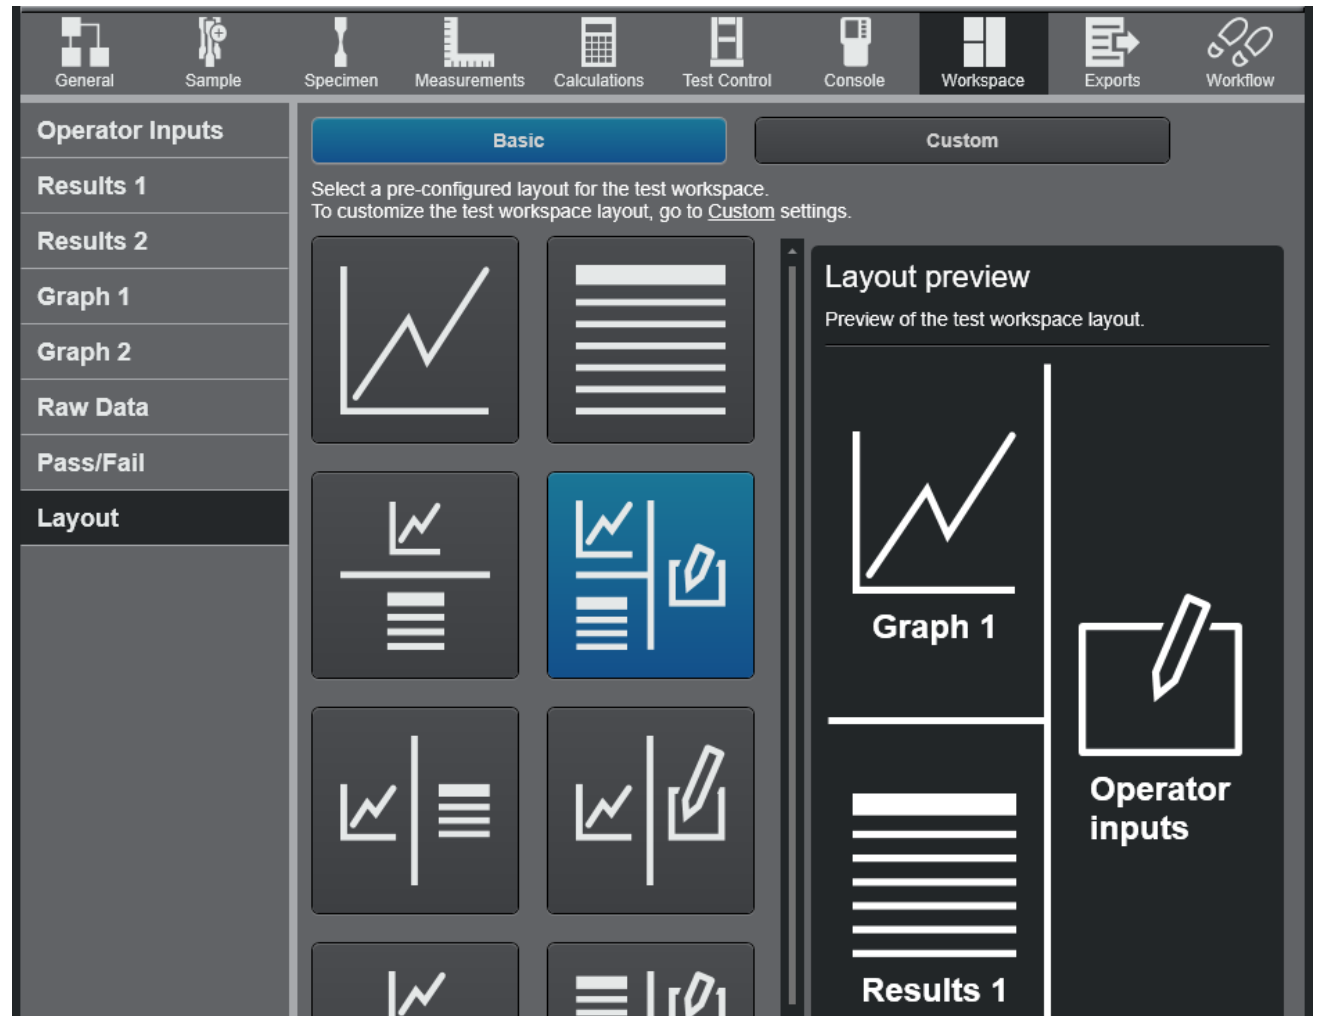 General Sample Specimen Measurements Calculations Test Control Console Workspace Exports Workflow
Operator Inputs
Results 1
Results 2
Graph 1
Graph 2
Raw Data
Pass/Fail
Layout
Basic Custom
Select a pre-configured layout for the test workspace.
To customize the test workspace layout, go to Custom settings.
Layout preview
Preview of the test workspace layout.
Graph 1
Operator
inputs
Results 1